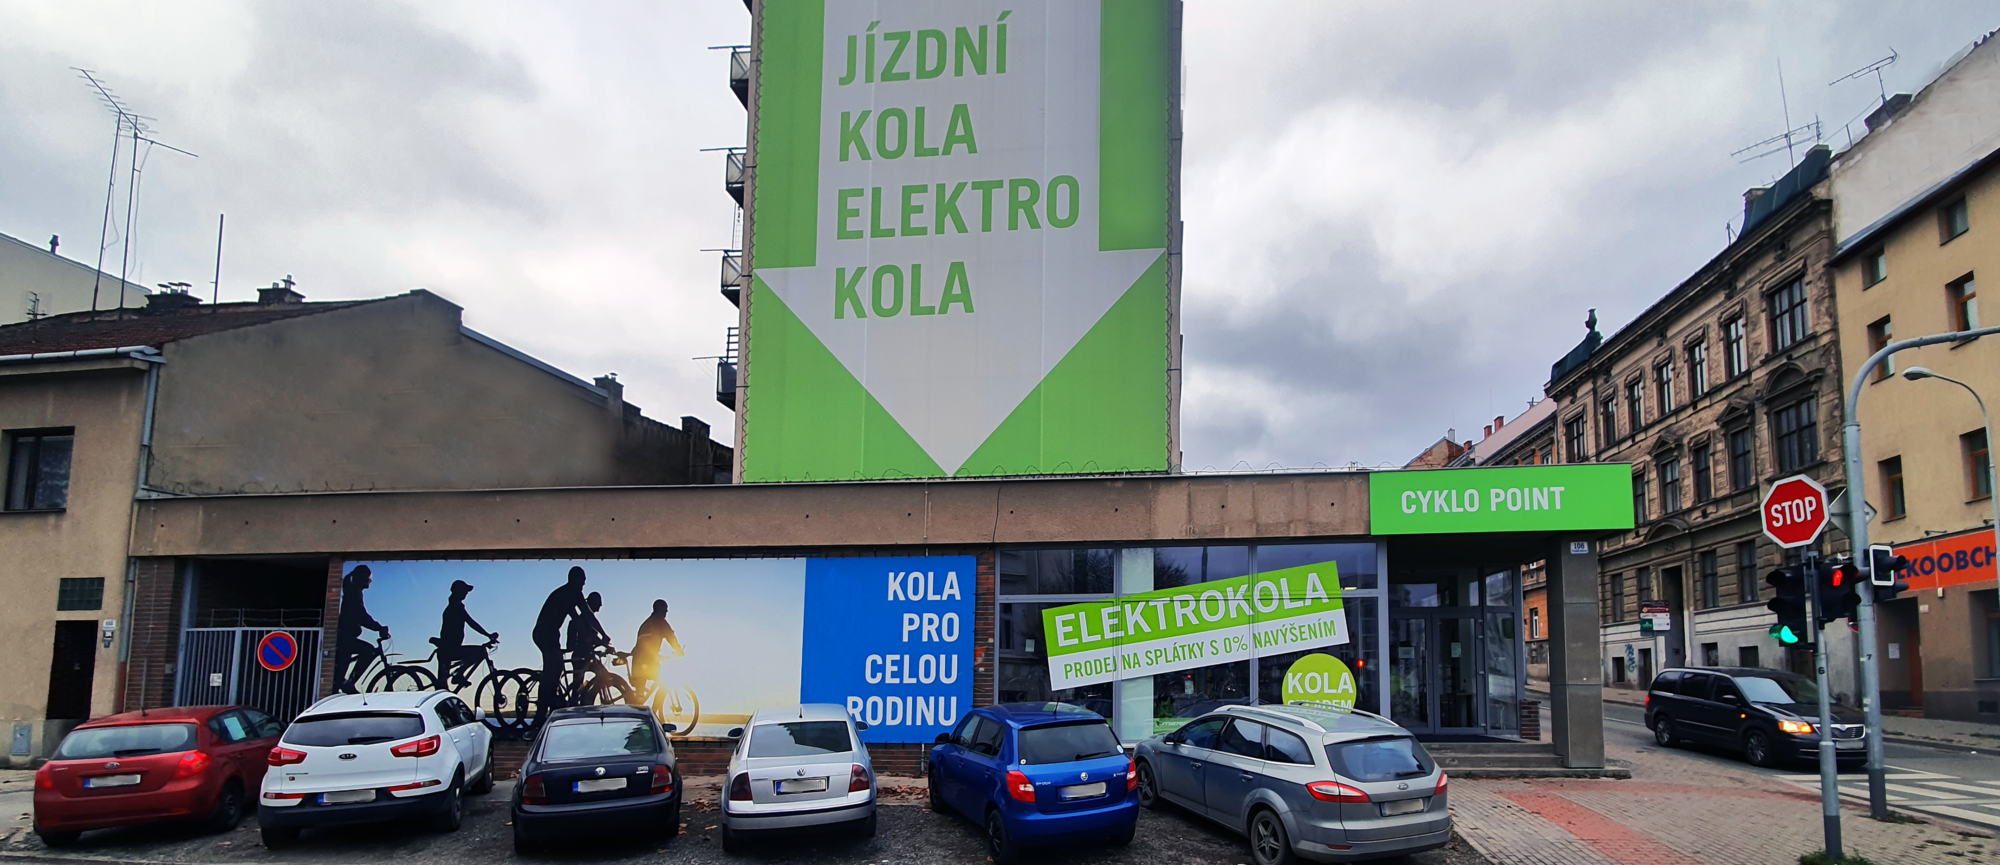 JÍZDNÍ
KOLA
ELEKTRO
KOLA
CYKLO POINT
STOP
KOLA
PRO
CELOU
RODINU
ELEKTROKOLA
PRODEJ NA SPLÁTKY S 0% NAVÝŠENÍM
KOLA